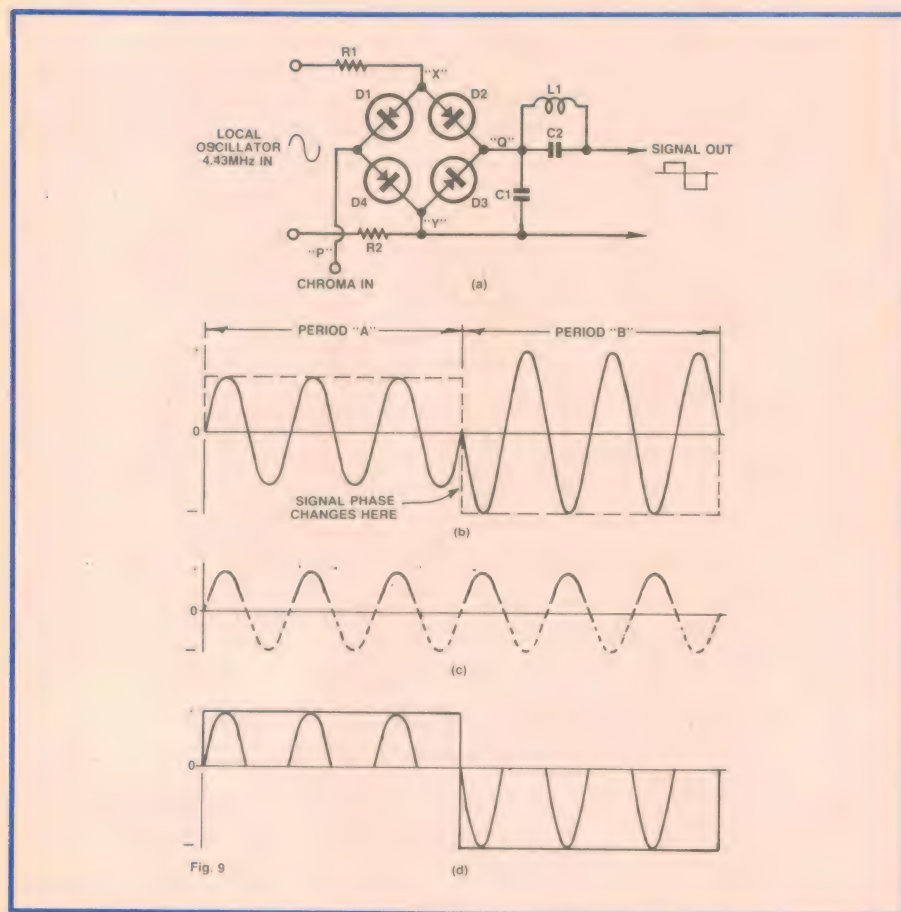 R1
"X"
D1
D2
L1
LOCAL
OSCILLATOR
4.43MHz IN
"Q"
C2
SIGNAL OUT
C1
D4
D3
"Y"
"P"
R2
CHROMA IN
(a)
PERIOD "A"
PERIOD "B"
0
SIGNAL PHASE
CHANGES HERE
—
(b)
0
—
(c)
0
—
Fig. 9
(d)